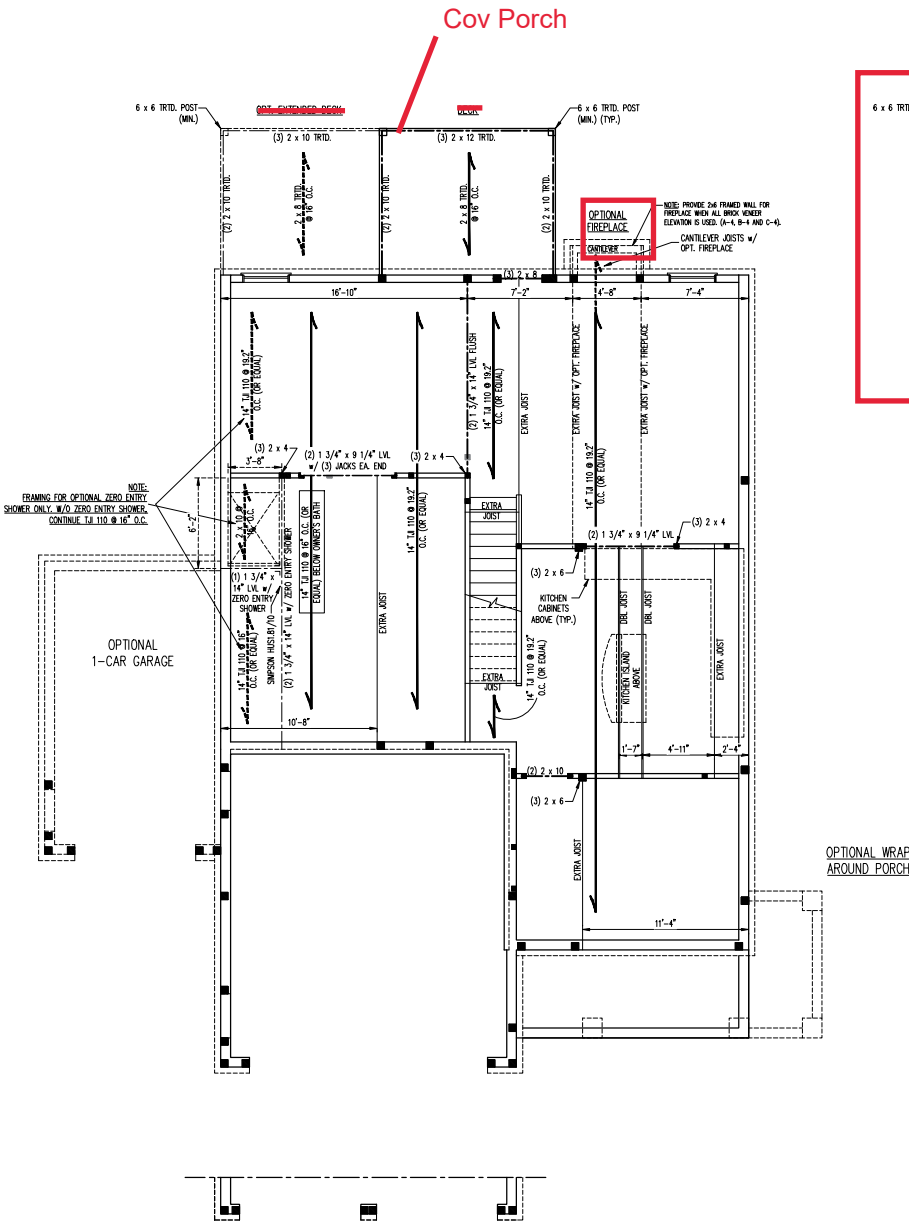 Cov Porch
6 x 6 TRTD. POST
(MIN.)
OPT. EXTENDED DECK
DECK
6 x 6 TRTD. POST
(MIN.) (TYP.)
6 x 6 TRT
(3) 2 x 10 TRTD.
(3) 2 x 12 TRTD.
(2) 2 x 10 TRTD.
2 x 8 TRTD.
@ 16" O.C.
(2) 2 x 10 TRTD.
2 x 8 TRTD.
@ 16" O.C.
(2) 2 x 10 TRTD.
OPTIONAL
FIREPLACE
CANTILEVER
NOTE: PROVIDE 2x6 FRAMED WALL FOR
FIREPLACE WHEN ALL BRICK VENEER
ELEVATION IS USED. (A-4, B-4 AND C-4).
CANTILEVER JOISTS w/
OPT. FIREPLACE
(3) 2 x 8
16'-10"
7'-2"
4'-8"
7'-4"
14" TJI 110 @ 19.2"
O.C. (OR EQUAL)
(2) 1 3/4" x 14" LVL FLUSH
14" TJI 110 @ 19.2"
O.C. (OR EQUAL)
EXTRA JOIST
EXTRA JOIST w/ OPT. FIREPLACE
14" TJI 110 @ 19.2"
O.C. (OR EQUAL)
EXTRA JOIST w/ OPT. FIREPLACE
(3) 2 x 4
3'-8"
(2) 1 3/4" x 9 1/4" LVL
w/ (3) JACKS EA. END
(3) 2 x 4
NOTE:
FRAMING FOR OPTIONAL ZERO ENTRY
SHOWER ONLY. W/O ZERO ENTRY SHOWER,
CONTINUE TJI 110 @ 16" O.C.
6'-2"
2 x 10 @
16" O.C.
14" TJI 110 @ 16" O.C. (OR
EQUAL) BELOW OWNER'S BATH
14" TJI 110 @ 19.2"
O.C. (OR EQUAL)
EXTRA
JOIST
(3) 2 x 4
(2) 1 3/4" x 9 1/4" LVL
(3) 2 x 6
(1) 1 3/4" x
14" LVL w/
ZERO ENTRY
SHOWER
SIMPSON HUS1.81/10
(2) 1 3/4" x 14" LVL w/ ZERO ENTRY SHOWER
14" TJI 110 @ 16"
O.C. (OR EQUAL)
EXTRA JOIST
KITCHEN
CABINETS
ABOVE (TYP.)
DBL JOIST
DBL JOIST
EXTRA JOIST
KITCHEN ISLAND
ABOVE
OPTIONAL
1-CAR GARAGE
EXTRA
JOIST
14" TJI 110 @ 19.2"
O.C. (OR EQUAL)
10'-8"
1'-7"
4'-11"
2'-4"
(2) 2 x 10
(3) 2 x 6
EXTRA JOIST
OPTIONAL WRAP
AROUND PORCH
11'-4"